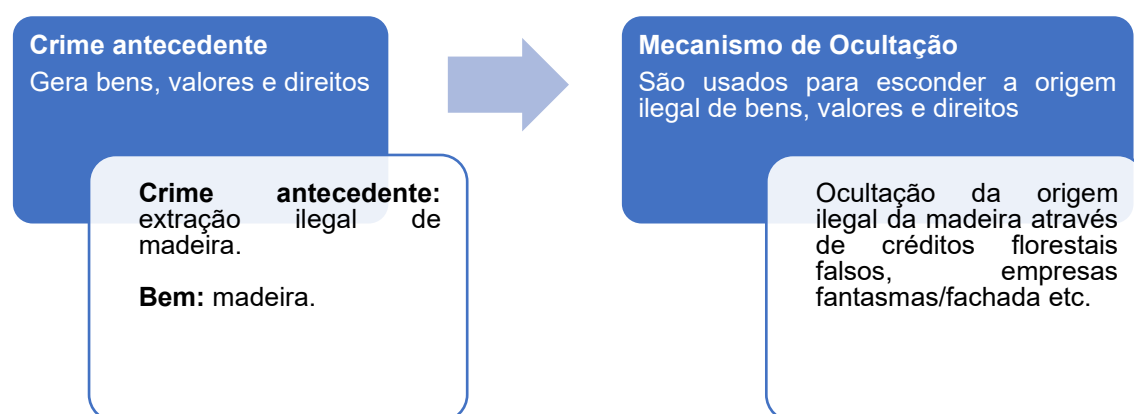 Crime antecedente
Gera bens, valores e direitos
Crime antecedente:
extração ilegal de
madeira.
Bem: madeira.
Mecanismo de Ocultação
São usados para esconder a origem
ilegal de bens, valores e direitos
Ocultação da origem
ilegal da madeira através
de créditos florestais
falsos, empresas
fantasmas/fachada etc.